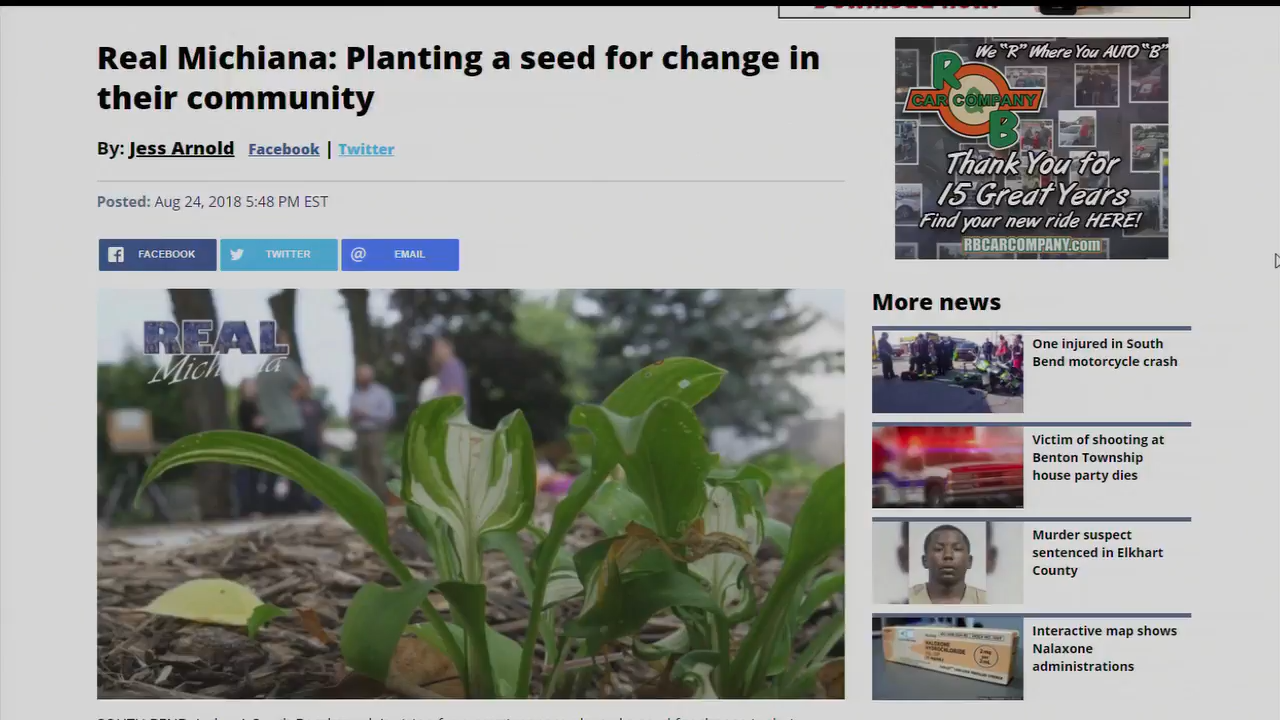 Real Michiana: Planting a seed for change in
their community
By: Jess Arnold Facebook | Twitter
Posted: Aug 24, 2018 5:48 PM EST
FACEBOOK TWITTER @ EMAIL
REAL
Michiana
We "R" Where You AUTO "B"
R & B
CAR COMPANY
Thank You for
15 Great Years
Find your new ride HERE!
RBCARCOMPANY.com
More news
One injured in South
Bend motorcycle crash
Victim of shooting at
Benton Township
house party dies
Murder suspect
sentenced in Elkhart
County
NALOXONE
HYDROCHLORIDE
Interactive map shows
Nalaxone
administrations